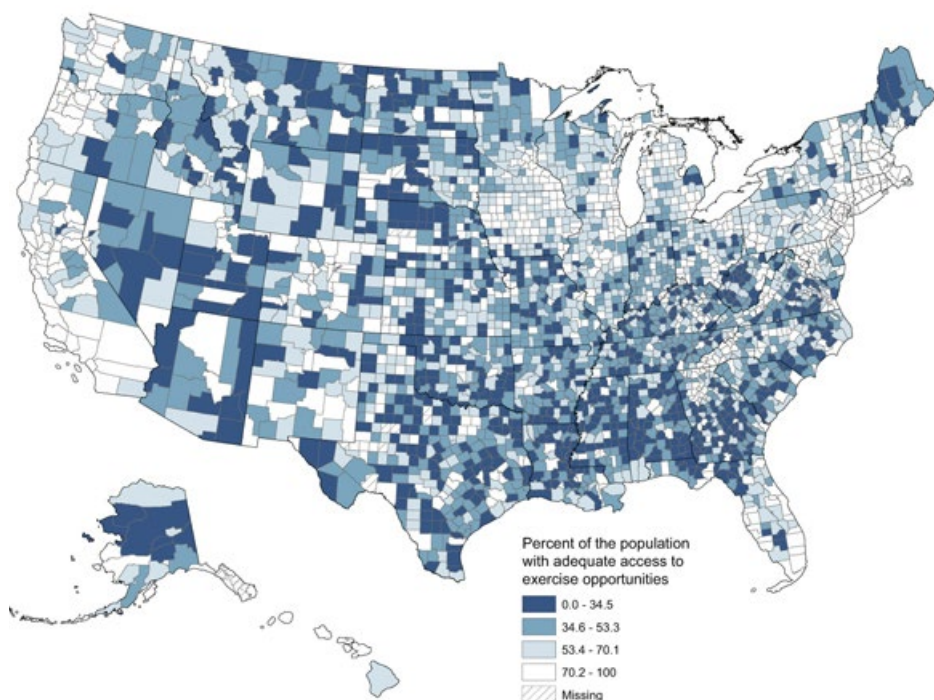 Percent of the population
with adequate access to
exercise opportunities
0.0 - 34.5
34.6 - 53.3
53.4 - 70.1
70.2 - 100
Missing